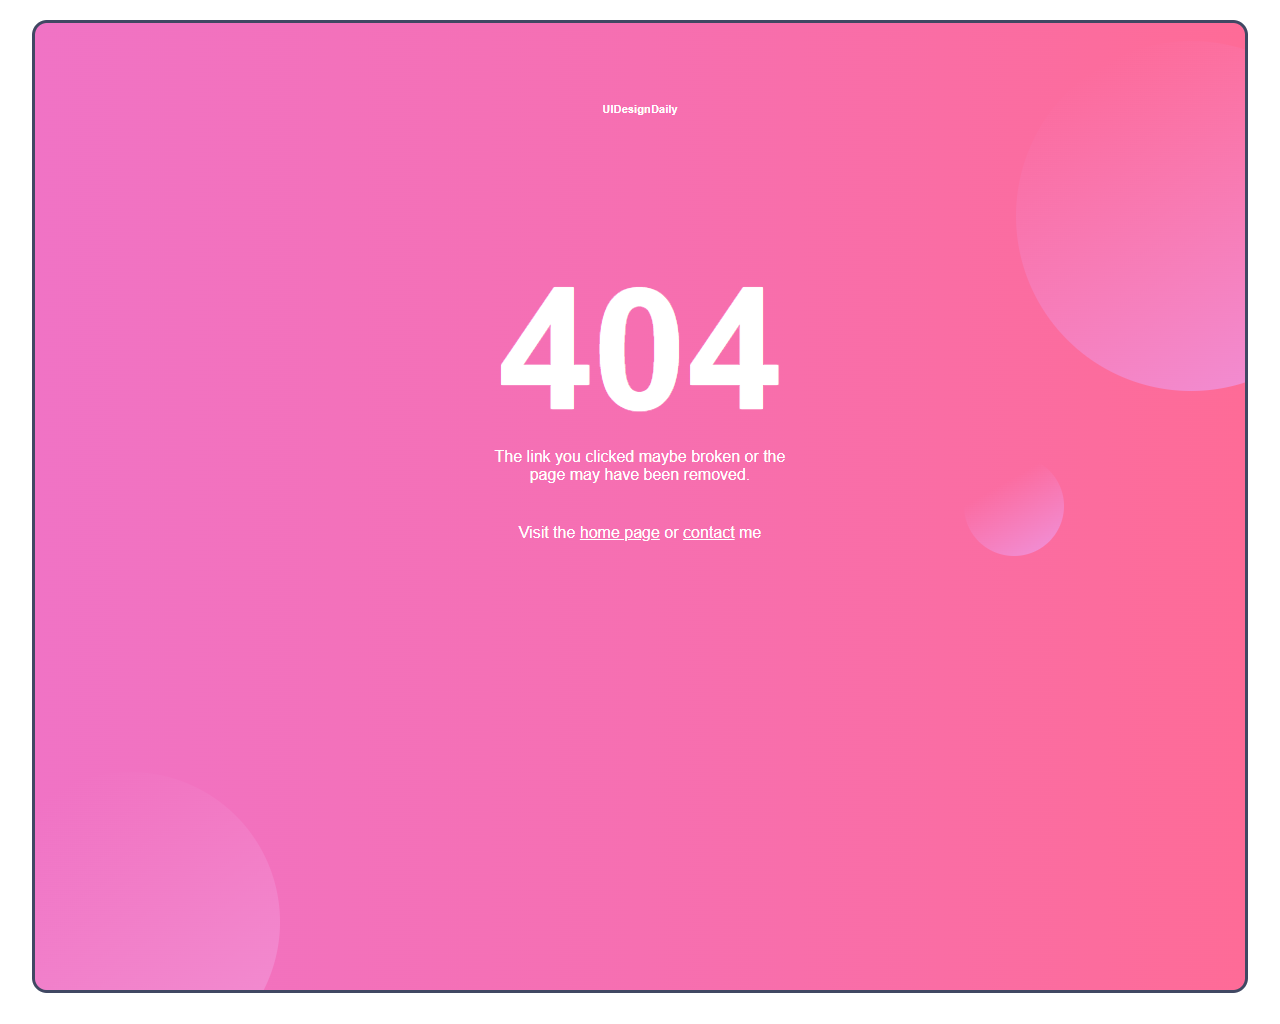 UIDesignDaily
404
The link you clicked maybe broken or the
page may have been removed.
Visit the home page or contact me